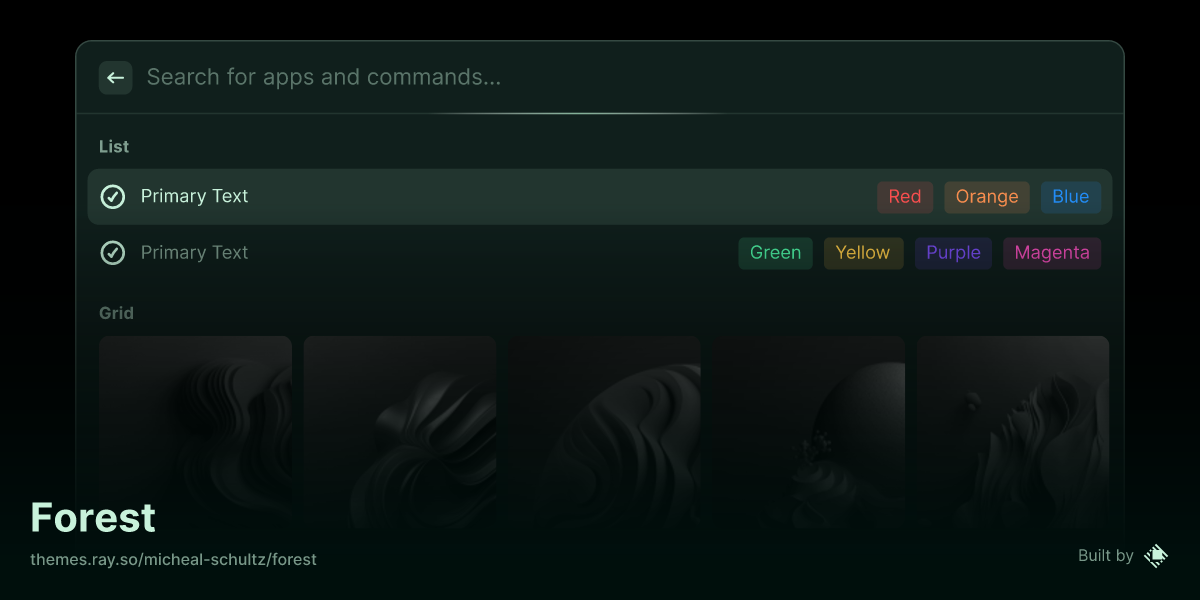 Search for apps and commands...
List
Primary Text Red Orange Blue
Primary Text Green Yellow Purple Magenta
Grid
Forest
themes.ray.so/micheal-schultz/forest
Built by